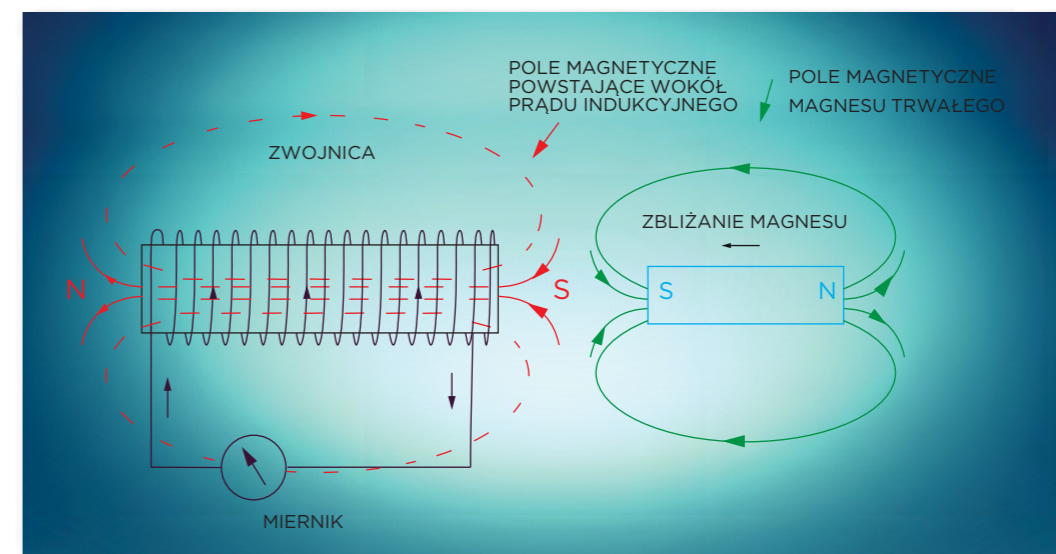 POLE MAGNETYCZNE
POWSTAJĄCE WOKÓŁ
PRĄDU INDUKCYJNEGO
POLE MAGNETYCZNE
MAGNESU TRWAŁEGO
ZWOJNICA
ZBLIŻANIE MAGNESU
N
S
S
N
MIERNIK